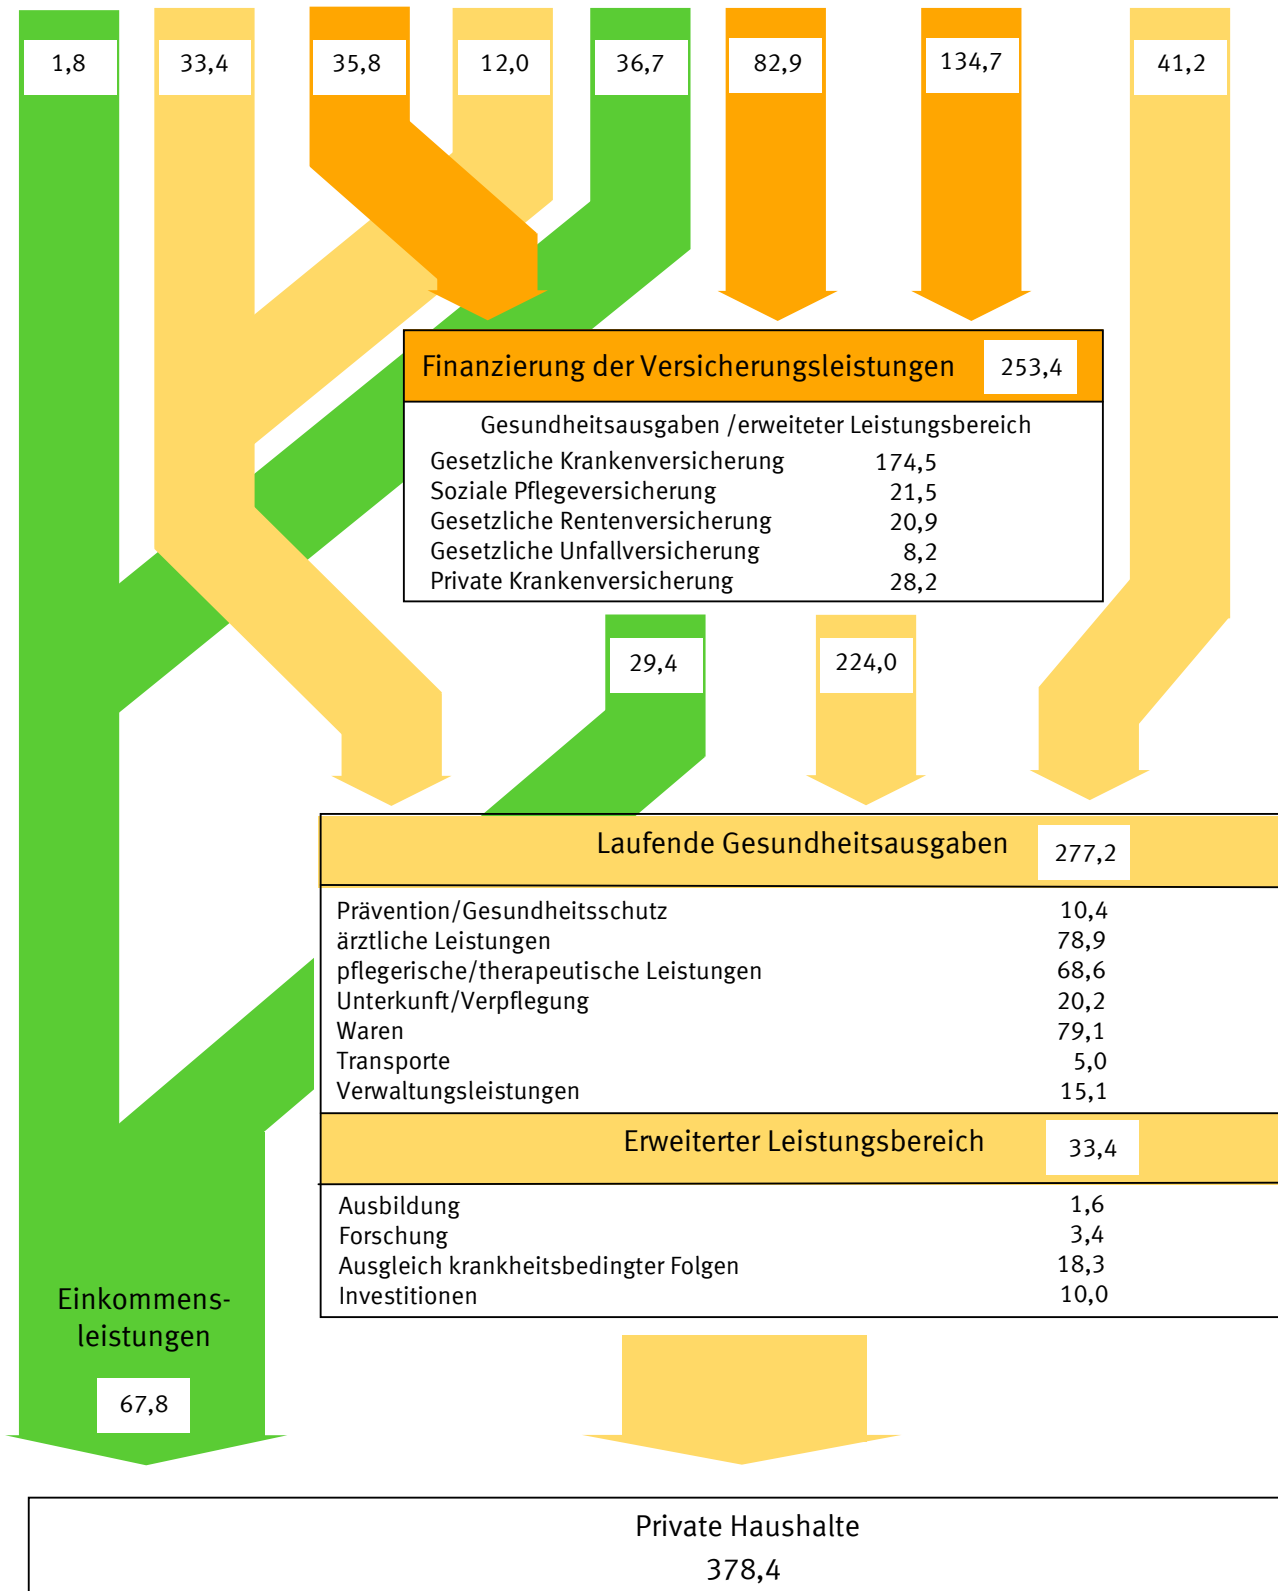 1,8 33,4 35,8 12,0 36,7 82,9 134,7 41,2
Finanzierung der Versicherungsleistungen 253,4
Gesundheitsausgaben /erweiteter Leistungsbereich
Gesetzliche Krankenversicherung 174,5
Soziale Pflegeversicherung 21,5
Gesetzliche Rentenversicherung 20,9
Gesetzliche Unfallversicherung 8,2
Private Krankenversicherung 28,2
29,4 224,0
Laufende Gesundheitsausgaben 277,2
Prävention/Gesundheitsschutz 10,4
ärztliche Leistungen 78,9
pflegerische/therapeutische Leistungen 68,6
Unterkunft/Verpflegung 20,2
Waren 79,1
Transporte 5,0
Verwaltungsleistungen 15,1
Erweiterter Leistungsbereich 33,4
Ausbildung 1,6
Forschung 3,4
Ausgleich krankheitsbedingter Folgen 18,3
Investitionen 10,0
Einkommens-
leistungen
67,8
Private Haushalte
378,4